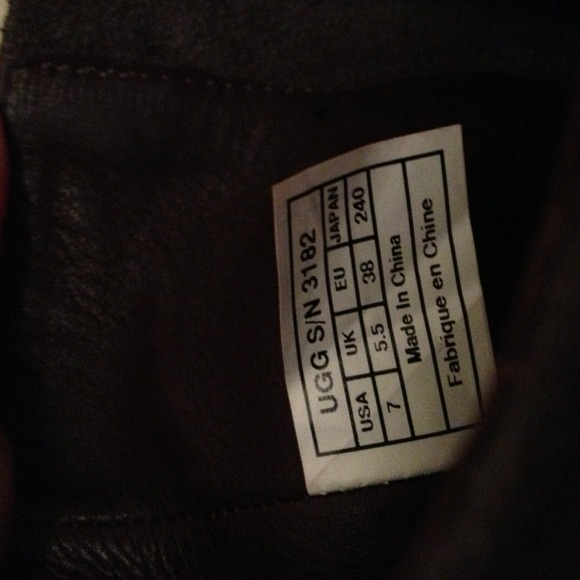 UGG S/N 3182
USA UK EU JAPAN
7 5.5 38 240
Made In China
Fabrique en Chine